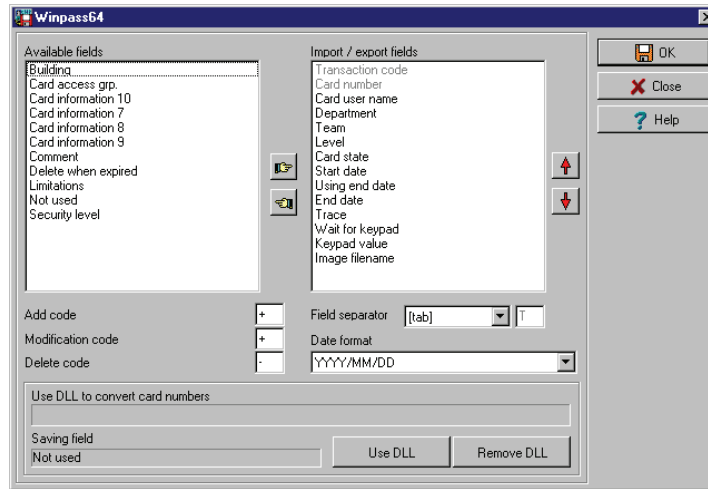 Winpass64
Available fields
Building
Card access grp.
Card information 10
Card information 7
Card information 8
Card information 9
Comment
Delete when expired
Limitations
Not used
Security level
Import / export fields
Transaction code
Card number
Card user name
Department
Team
Level
Card state
Start date
Using end date
End date
Trace
Wait for keypad
Keypad value
Image filename
OK
Close
? Help
Add code +
Modification code +
Delete code -
Field separator [tab] T
Date format
YYYY/MM/DD
Use DLL to convert card numbers
Saving field
Not used
Use DLL Remove DLL